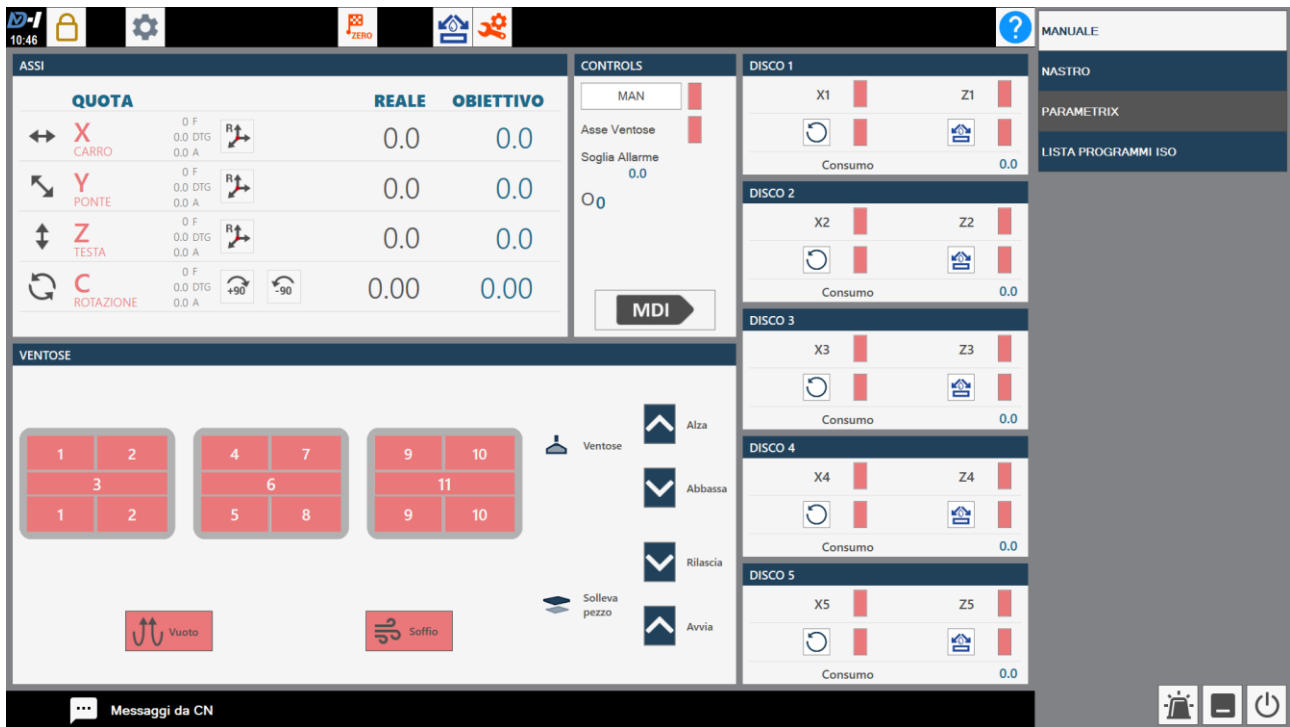 10:46
ZERO
?
MANUALE
NASTRO
PARAMETRIX
LISTA PROGRAMMI ISO
ASSI
QUOTA REALE OBIETTIVO
X
CARRO
0 F
0.0 DTG
0.0 A
R
0.0 0.0
Y
PONTE
0 F
0.0 DTG
0.0 A
R
0.0 0.0
Z
TESTA
0 F
0.0 DTG
0.0 A
R
0.0 0.0
C
ROTAZIONE
0 F
0.0 DTG
0.0 A
+90 -90
0.00 0.00
CONTROLS
MAN
Asse Ventose
Soglia Allarme
0.0
O0
MDI
DISCO 1
X1 Z1
Consumo 0.0
DISCO 2
X2 Z2
Consumo 0.0
DISCO 3
X3 Z3
Consumo 0.0
DISCO 4
X4 Z4
Consumo 0.0
DISCO 5
X5 Z5
Consumo 0.0
VENTOSE
1 2
3
1 2
4 7
6
5 8
9 10
11
9 10
Ventose
Alza
Abbassa
Rilascia
Solleva
pezzo
Avvia
Vuoto
Soffio
Messaggi da CN